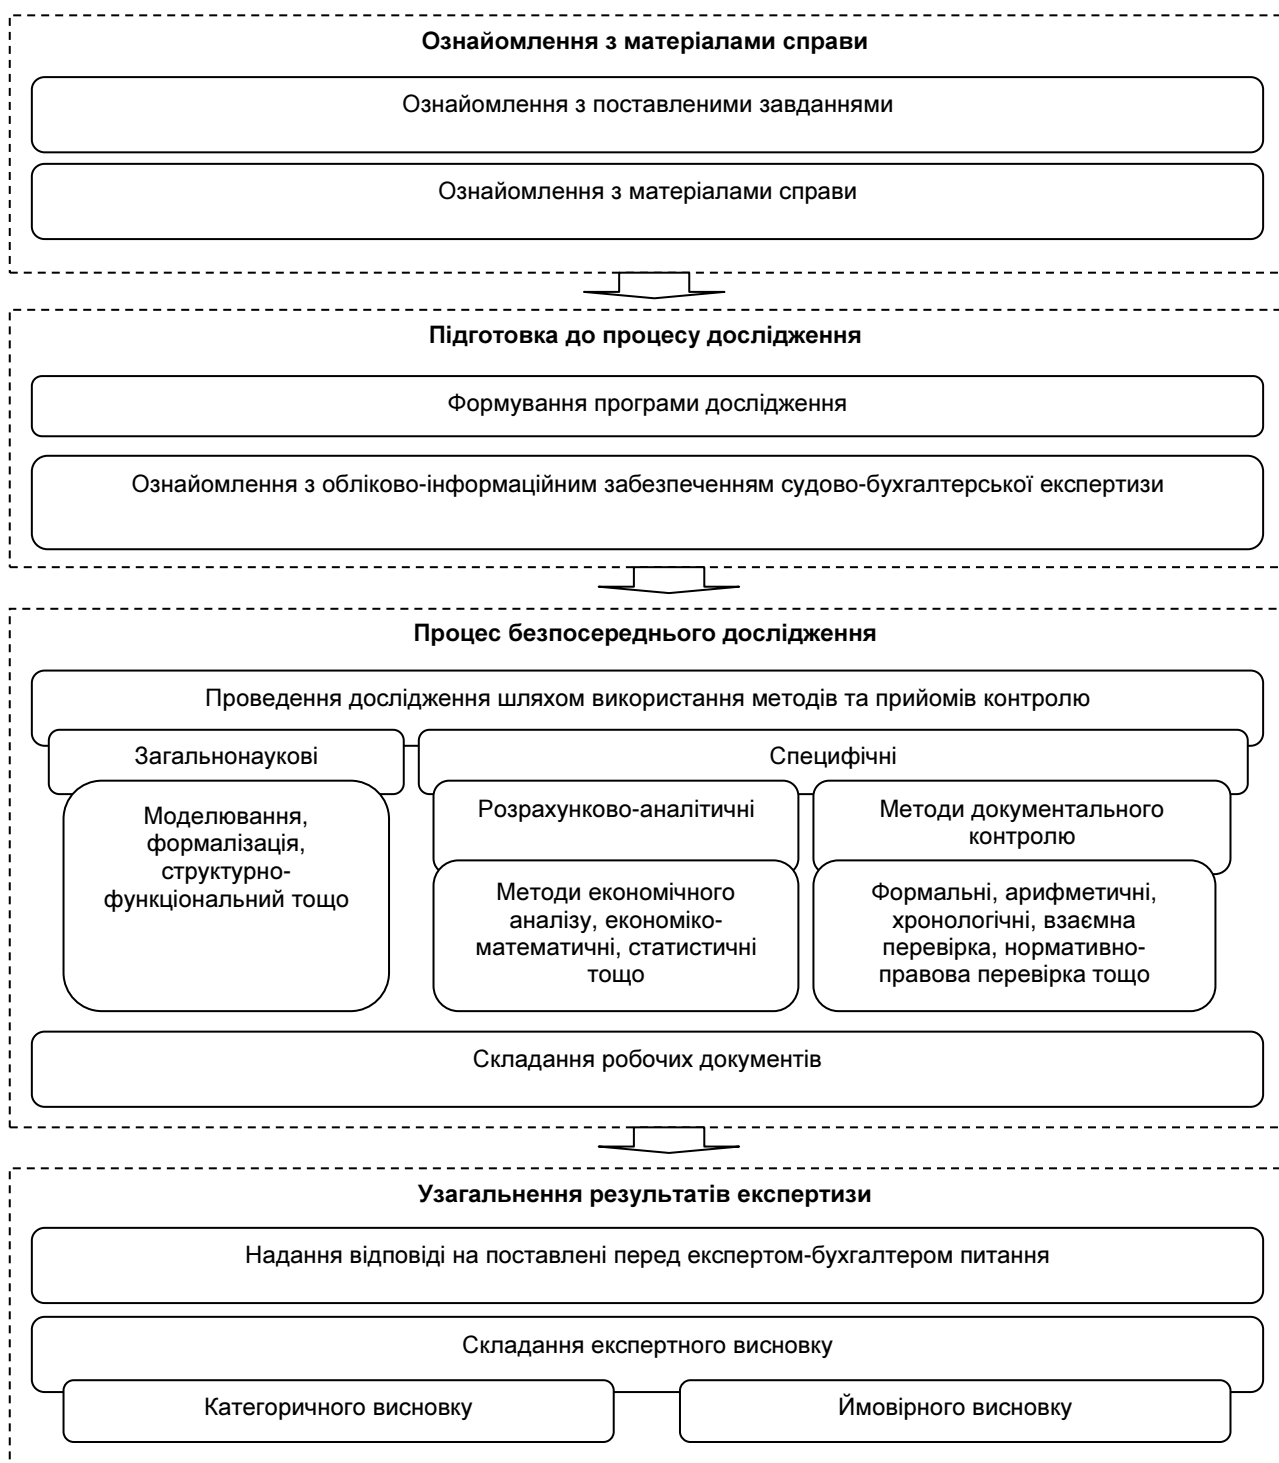 Ознайомлення з матеріалами справи
Ознайомлення з поставленими завданнями
Ознайомлення з матеріалами справи
Підготовка до процесу дослідження
Формування програми дослідження
Ознайомлення з обліково-інформаційним забезпеченням судово-бухгалтерської експертизи
Процес безпосереднього дослідження
Проведення дослідження шляхом використання методів та прийомів контролю
Загальнонаукові
Моделювання,
формалізація,
структурно-
функціональний тощо
Специфічні
Розрахунково-аналітичні
Методи економічного
аналізу, економіко-
математичні, статистичні
тощо
Методи документального
контролю
Формальні, арифметичні,
хронологічні, взаємна
перевірка, нормативно-
правова перевірка тощо
Складання робочих документів
Узагальнення результатів експертизи
Надання відповіді на поставлені перед експертом-бухгалтером питання
Складання експертного висновку
Категоричного висновку
Ймовірного висновку